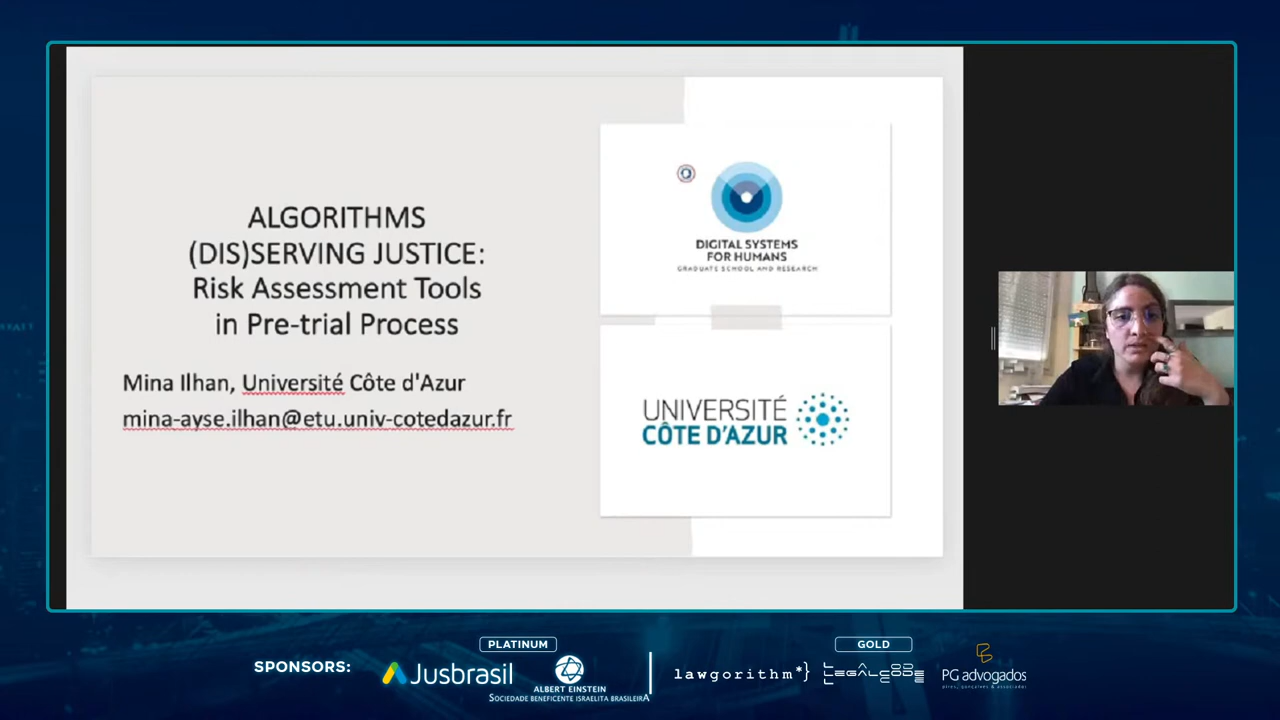 ALGORITHMS
(DIS)SERVING JUSTICE:
Risk Assessment Tools
in Pre-trial Process
Mina Ilhan, Université Côte d'Azur
mina-ayse.ilhan@etu.univ-cotedazur.fr
DIGITAL SYSTEMS
FOR HUMANS
GRADUATE SCHOOL AND RESEARCH
UNIVERSITÉ
CÔTE D'AZUR
SPONSORS:
PLATINUM
Jusbrasil
ALBERT EINSTEIN
SOCIEDADE BENEFICENTE ISRAELITA BRASILEIRA
GOLD
lawgorithm*}
LEGALCODE
PG advogados